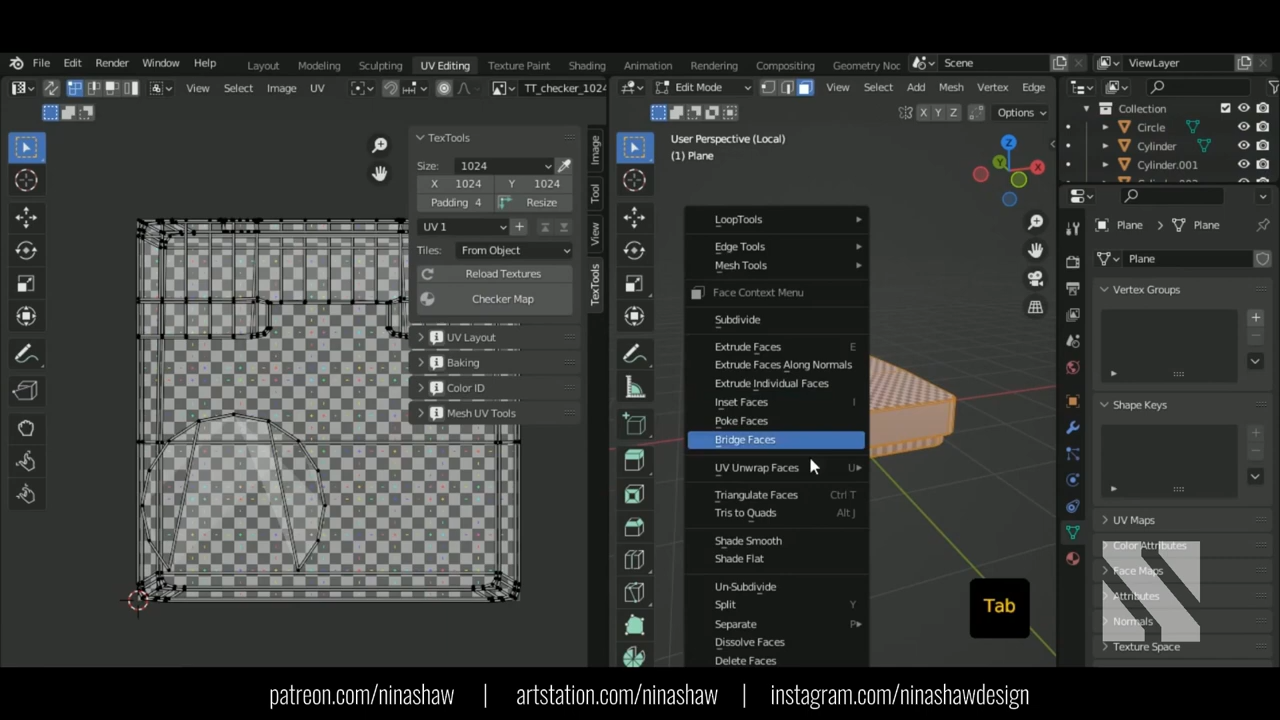 File Edit Render Window Help Layout Modeling Sculpting UV Editing Texture Paint Shading Animation Rendering Compositing Geometry Noc Scene ViewLayer
View Select Image UV TT_checker_1024 Edit Mode View Select Add Mesh Vertex Edge
X Y Z Options
Collection
Circle
Cylinder
Cylinder.001
TexTools
Size: 1024
X 1024 Y 1024
Padding 4 Resize
UV 1
Tiles: From Object
Reload Textures
Checker Map
UV Layout
Baking
Color ID
Mesh UV Tools
Image
Tool
View
TexTools
User Perspective (Local)
(1) Plane
Z
Y
X
LoopTools
Edge Tools
Mesh Tools
Face Context Menu
Subdivide
Extrude Faces E
Extrude Faces Along Normals
Extrude Individual Faces
Inset Faces I
Poke Faces
Bridge Faces
UV Unwrap Faces U
Triangulate Faces Ctrl T
Tris to Quads Alt J
Shade Smooth
Shade Flat
Un-Subdivide
Split Y
Separate P
Dissolve Faces
Delete Faces
Tab
Plane Plane
Plane
Vertex Groups
Shape Keys
UV Maps
Color Attributes
Face Maps
Attributes
Normals
Texture Space
patreon.com/ninashaw | artstation.com/ninashaw | instagram.com/ninashawdesign